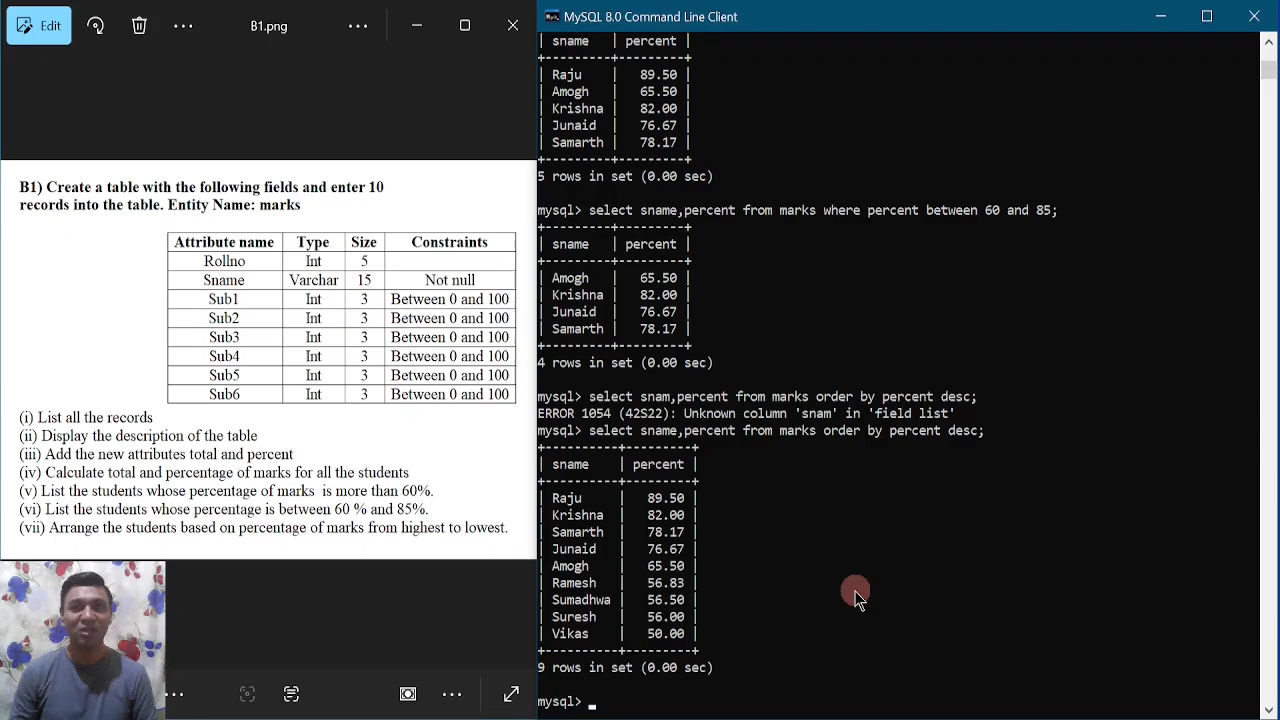 Edit
B1.png
B1) Create a table with the following fields and enter 10
records into the table. Entity Name: marks
Attribute name Type Size Constraints
Rollno Int 5
Sname Varchar 15 Not null
Sub1 Int 3 Between 0 and 100
Sub2 Int 3 Between 0 and 100
Sub3 Int 3 Between 0 and 100
Sub4 Int 3 Between 0 and 100
Sub5 Int 3 Between 0 and 100
Sub6 Int 3 Between 0 and 100
(i) List all the records
(ii) Display the description of the table
(iii) Add the new attributes total and percent
(iv) Calculate total and percentage of marks for all the students
(v) List the students whose percentage of marks  is more than 60%.
(vi) List the students whose percentage is between 60 % and 85%.
(vii) Arrange the students based on percentage of marks from highest to lowest.
MySQL 8.0 Command Line Client
| sname   | percent |
+---------+---------+
| Raju    |   89.50 |
| Amogh   |   65.50 |
| Krishna |   82.00 |
| Junaid  |   76.67 |
| Samarth |   78.17 |
+---------+---------+
5 rows in set (0.00 sec)
mysql> select sname,percent from marks where percent between 60 and 85;
+---------+---------+
| sname   | percent |
+---------+---------+
| Amogh   |   65.50 |
| Krishna |   82.00 |
| Junaid  |   76.67 |
| Samarth |   78.17 |
+---------+---------+
4 rows in set (0.00 sec)
mysql> select snam,percent from marks order by percent desc;
ERROR 1054 (42S22): Unknown column 'snam' in 'field list'
mysql> select sname,percent from marks order by percent desc;
+----------+---------+
| sname    | percent |
+----------+---------+
| Raju     |   89.50 |
| Krishna  |   82.00 |
| Samarth  |   78.17 |
| Junaid   |   76.67 |
| Amogh    |   65.50 |
| Ramesh   |   56.83 |
| Sumadhwa |   56.50 |
| Suresh   |   56.00 |
| Vikas    |   50.00 |
+----------+---------+
9 rows in set (0.00 sec)
mysql>